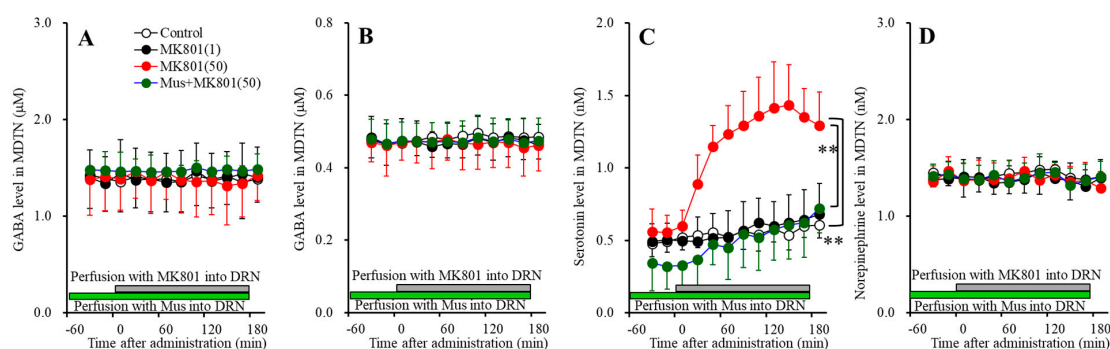 A
3.0
2.0
1.0
0.0
GABA level in MDTN (μM)
Control
MK801(1)
MK801(50)
Mus+MK801(50)
Perfusion with MK801 into DRN
Perfusion with Mus into DRN
-60 0 60 120 180
Time after administration (min)
B
0.8
0.6
0.4
0.2
0.0
GABA level in MDTN (μM)
Perfusion with MK801 into DRN
Perfusion with Mus into DRN
-60 0 60 120 180
Time after administration (min)
C
2.0
1.5
1.0
0.5
0.0
Serotonin level in MDTN (nM)
**
**
Perfusion with MK801 into DRN
Perfusion with Mus into DRN
-60 0 60 120 180
Time after administration (min)
D
3.0
2.0
1.0
0.0
Norepinephrine level in MDTN (nM)
Perfusion with MK801 into DRN
Perfusion with Mus into DRN
-60 0 60 120 180
Time after administration (min)